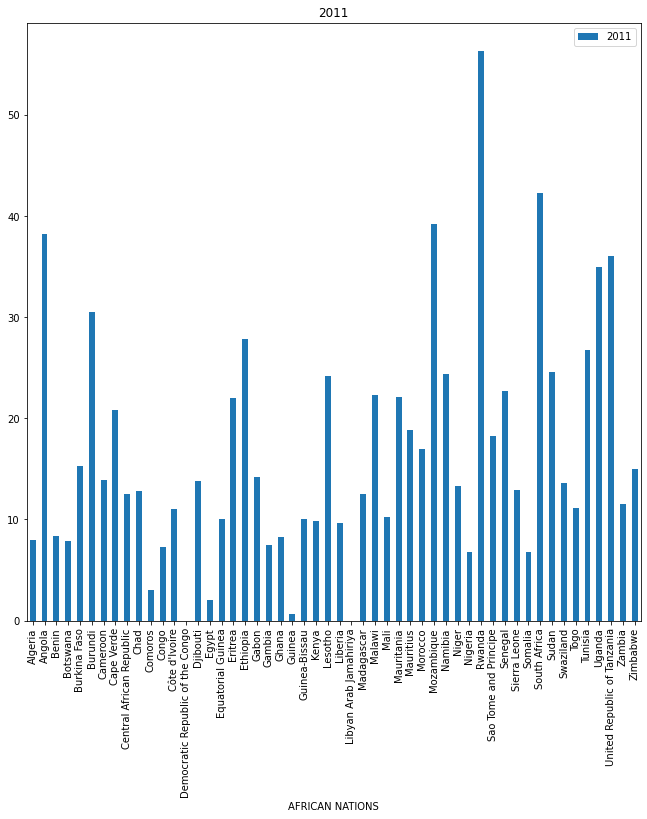 2011
2011
50
40
30
20
10
0
Algeria
Angola
Benin
Botswana
Burkina Faso
Burundi
Cameroon
Cape Verde
Central African Republic
Chad
Comoros
Congo
Côte d'Ivoire
Democratic Republic of the Congo
Djibouti
Egypt
Equatorial Guinea
Eritrea
Ethiopia
Gabon
Gambia
Ghana
Guinea
Guinea-Bissau
Kenya
Lesotho
Liberia
Libyan Arab Jamahiriya
Madagascar
Malawi
Mali
Mauritania
Mauritius
Morocco
Mozambique
Namibia
Niger
Nigeria
Rwanda
Sao Tome and Principe
Senegal
Sierra Leone
Somalia
South Africa
Sudan
Swaziland
Togo
Tunisia
Uganda
United Republic of Tanzania
Zambia
Zimbabwe
AFRICAN NATIONS